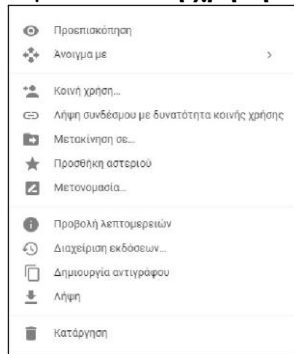 Προεπισκόπηση
Άνοιγμα με
Κοινή χρήση...
Λήψη συνδέσμου με δυνατότητα κοινής χρήσης
Μετακίνηση σε...
Προσθήκη αστεριού
Μετονομασία...
Προβολή λεπτομερειών
Διαχείριση εκδόσεων...
Δημιουργία αντιγράφου
Λήψη
Κατάργηση